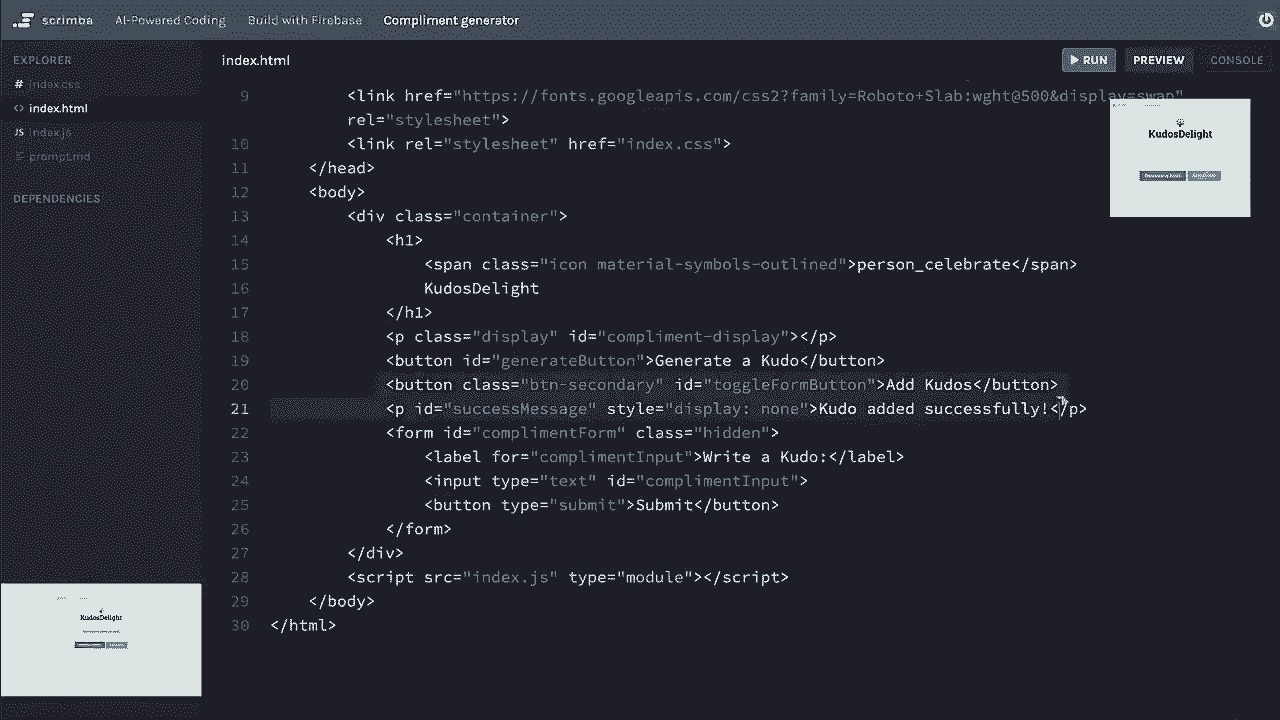 scrimba AI-Powered Coding Build with Firebase Compliment generator
EXPLORER
# index.css
<> index.html
JS index.js
prompt.md
DEPENDENCIES
index.html
RUN PREVIEW CONSOLE
9 <link href="https://fonts.googleapis.com/css2?family=Roboto+Slab:wght@500&display=swap"
rel="stylesheet">
10 <link rel="stylesheet" href="index.css">
11 </head>
12 <body>
13 <div class="container">
14 <h1>
15 <span class="icon material-symbols-outlined">person_celebrate</span>
16 KudosDelight
17 </h1>
18 <p class="display" id="compliment-display"></p>
19 <button id="generateButton">Generate a Kudo</button>
20 <button class="btn-secondary" id="toggleFormButton">Add Kudos</button>
21 <p id="successMessage" style="display: none">Kudo added successfully!</p>
22 <form id="complimentForm" class="hidden">
23 <label for="complimentInput">Write a Kudo:</label>
24 <input type="text" id="complimentInput">
25 <button type="submit">Submit</button>
26 </form>
27 </div>
28 <script src="index.js" type="module"></script>
29 </body>
30 </html>
KudosDelight
KudosDelight